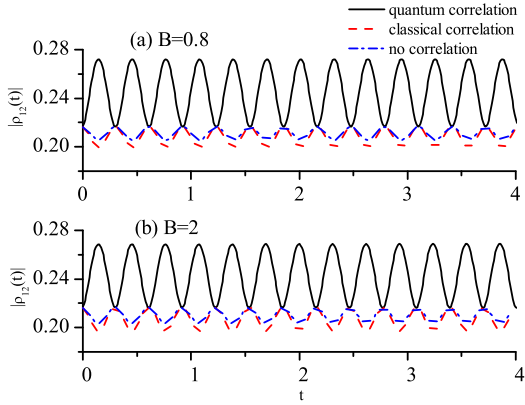 quantum correlation
classical correlation
no correlation
(a) B=0.8
0.28
0.24
0.20
|ρ12(t)|
0 1 2 3 4
(b) B=2
0.28
0.24
0.20
|ρ12(t)|
0 1 2 3 4
t